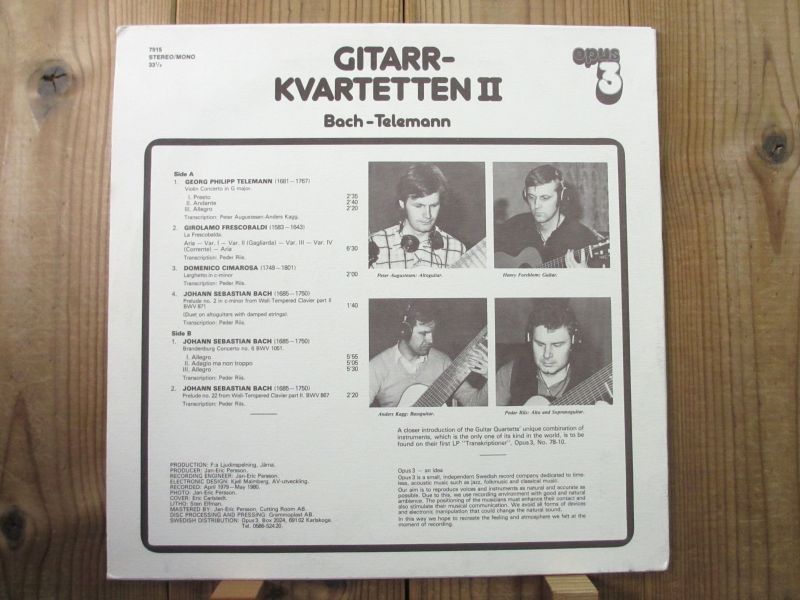 7915
STEREO/MONO
33⅓
GITARR-
KVARTETTEN II
Bach-Telemann
opus
3
Side A
1. GEORG PHILIPP TELEMANN (1681-1767)
Violin Concerto in G major
I. Presto 2'35
II. Andante 2'40
III. Allegro 2'20
Transcription: Peter Augustesen-Anders Kagg.
2. GIROLAMO FRESCOBALDI (1583-1643)
La Frescobalda.
Aria - Var. I - Var. II (Gagliarda) - Var. III - Var. IV
(Corrente) - Aria 6'30
Transcription: Peder Riis.
3. DOMENICO CIMAROSA (1749-1801)
Larghetto in c-minor 2'00
Transcription: Peder Riis.
4. JOHANN SEBASTIAN BACH (1685-1750)
Prelude no. 2 in c-minor from Well-Tempered Clavier part II
BWV 871 1'40
(Duet on altoguitars with damped strings).
Transcription: Peder Riis.
Side B
1. JOHANN SEBASTIAN BACH (1685-1750)
Brandenburg Concerto no. 6 BWV 1051.
I. Allegro 5'55
II. Adagio ma non troppo 5'05
III. Allegro 5'30
Transcription: Peder Riis.
2. JOHANN SEBASTIAN BACH (1685-1750)
Prelude no. 22 from Well-Tempered Clavier part II. BWV 867 2'20
Transcription: Peder Riis.
Peter Augustesen: Altoguitar.
Henry Forsblom: Guitar.
Anders Kagg: Bassguitar.
Peder Riis: Alto and Sopranoguitar.
A closer introduction of the Guitar Quartets' unique combination of
instruments, which is the only one of its kind in the world, is to be
found on their first LP "Transkriptioner", Opus 3, No. 78-10.
PRODUCTION: F:a Ljudinspelning, Järna.
PRODUCER: Jan-Eric Persson.
RECORDING ENGINEER: Jan-Eric Persson.
ELECTRONIC DESIGN: Kjell Malmberg, AV-utveckling.
RECORDED: April 1979-May 1980.
PHOTO: Jan-Eric Persson.
COVER: Eric Carlstedt.
LITHO: Sten Ellman.
MASTERED BY: Jan-Eric Persson, Cutting Room AB.
DISC PROCESSING AND PRESSING: Grammoplast AB.
SWEDISH DISTRIBUTION: Opus 3, Box 2024, 691 02 Karlskoga.
Tel. 0586-524 20.
Opus 3 - an idea
Opus 3 is a small, independent Swedish record company dedicated to time-
less, acoustic music such as jazz, folkmusic and classical music.
Our aim is to reproduce voices and instruments as natural and accurate as
possible. Due to this, we use recording environment with good and natural
ambience. The positioning of the musicians must enhance their contact and
also stimulate their musical communication. We avoid all forms of devices
and electronic manipulation that could change the natural sound.
In this way we hope to recreate the feeling and atmosphere we felt at the
moment of recording.